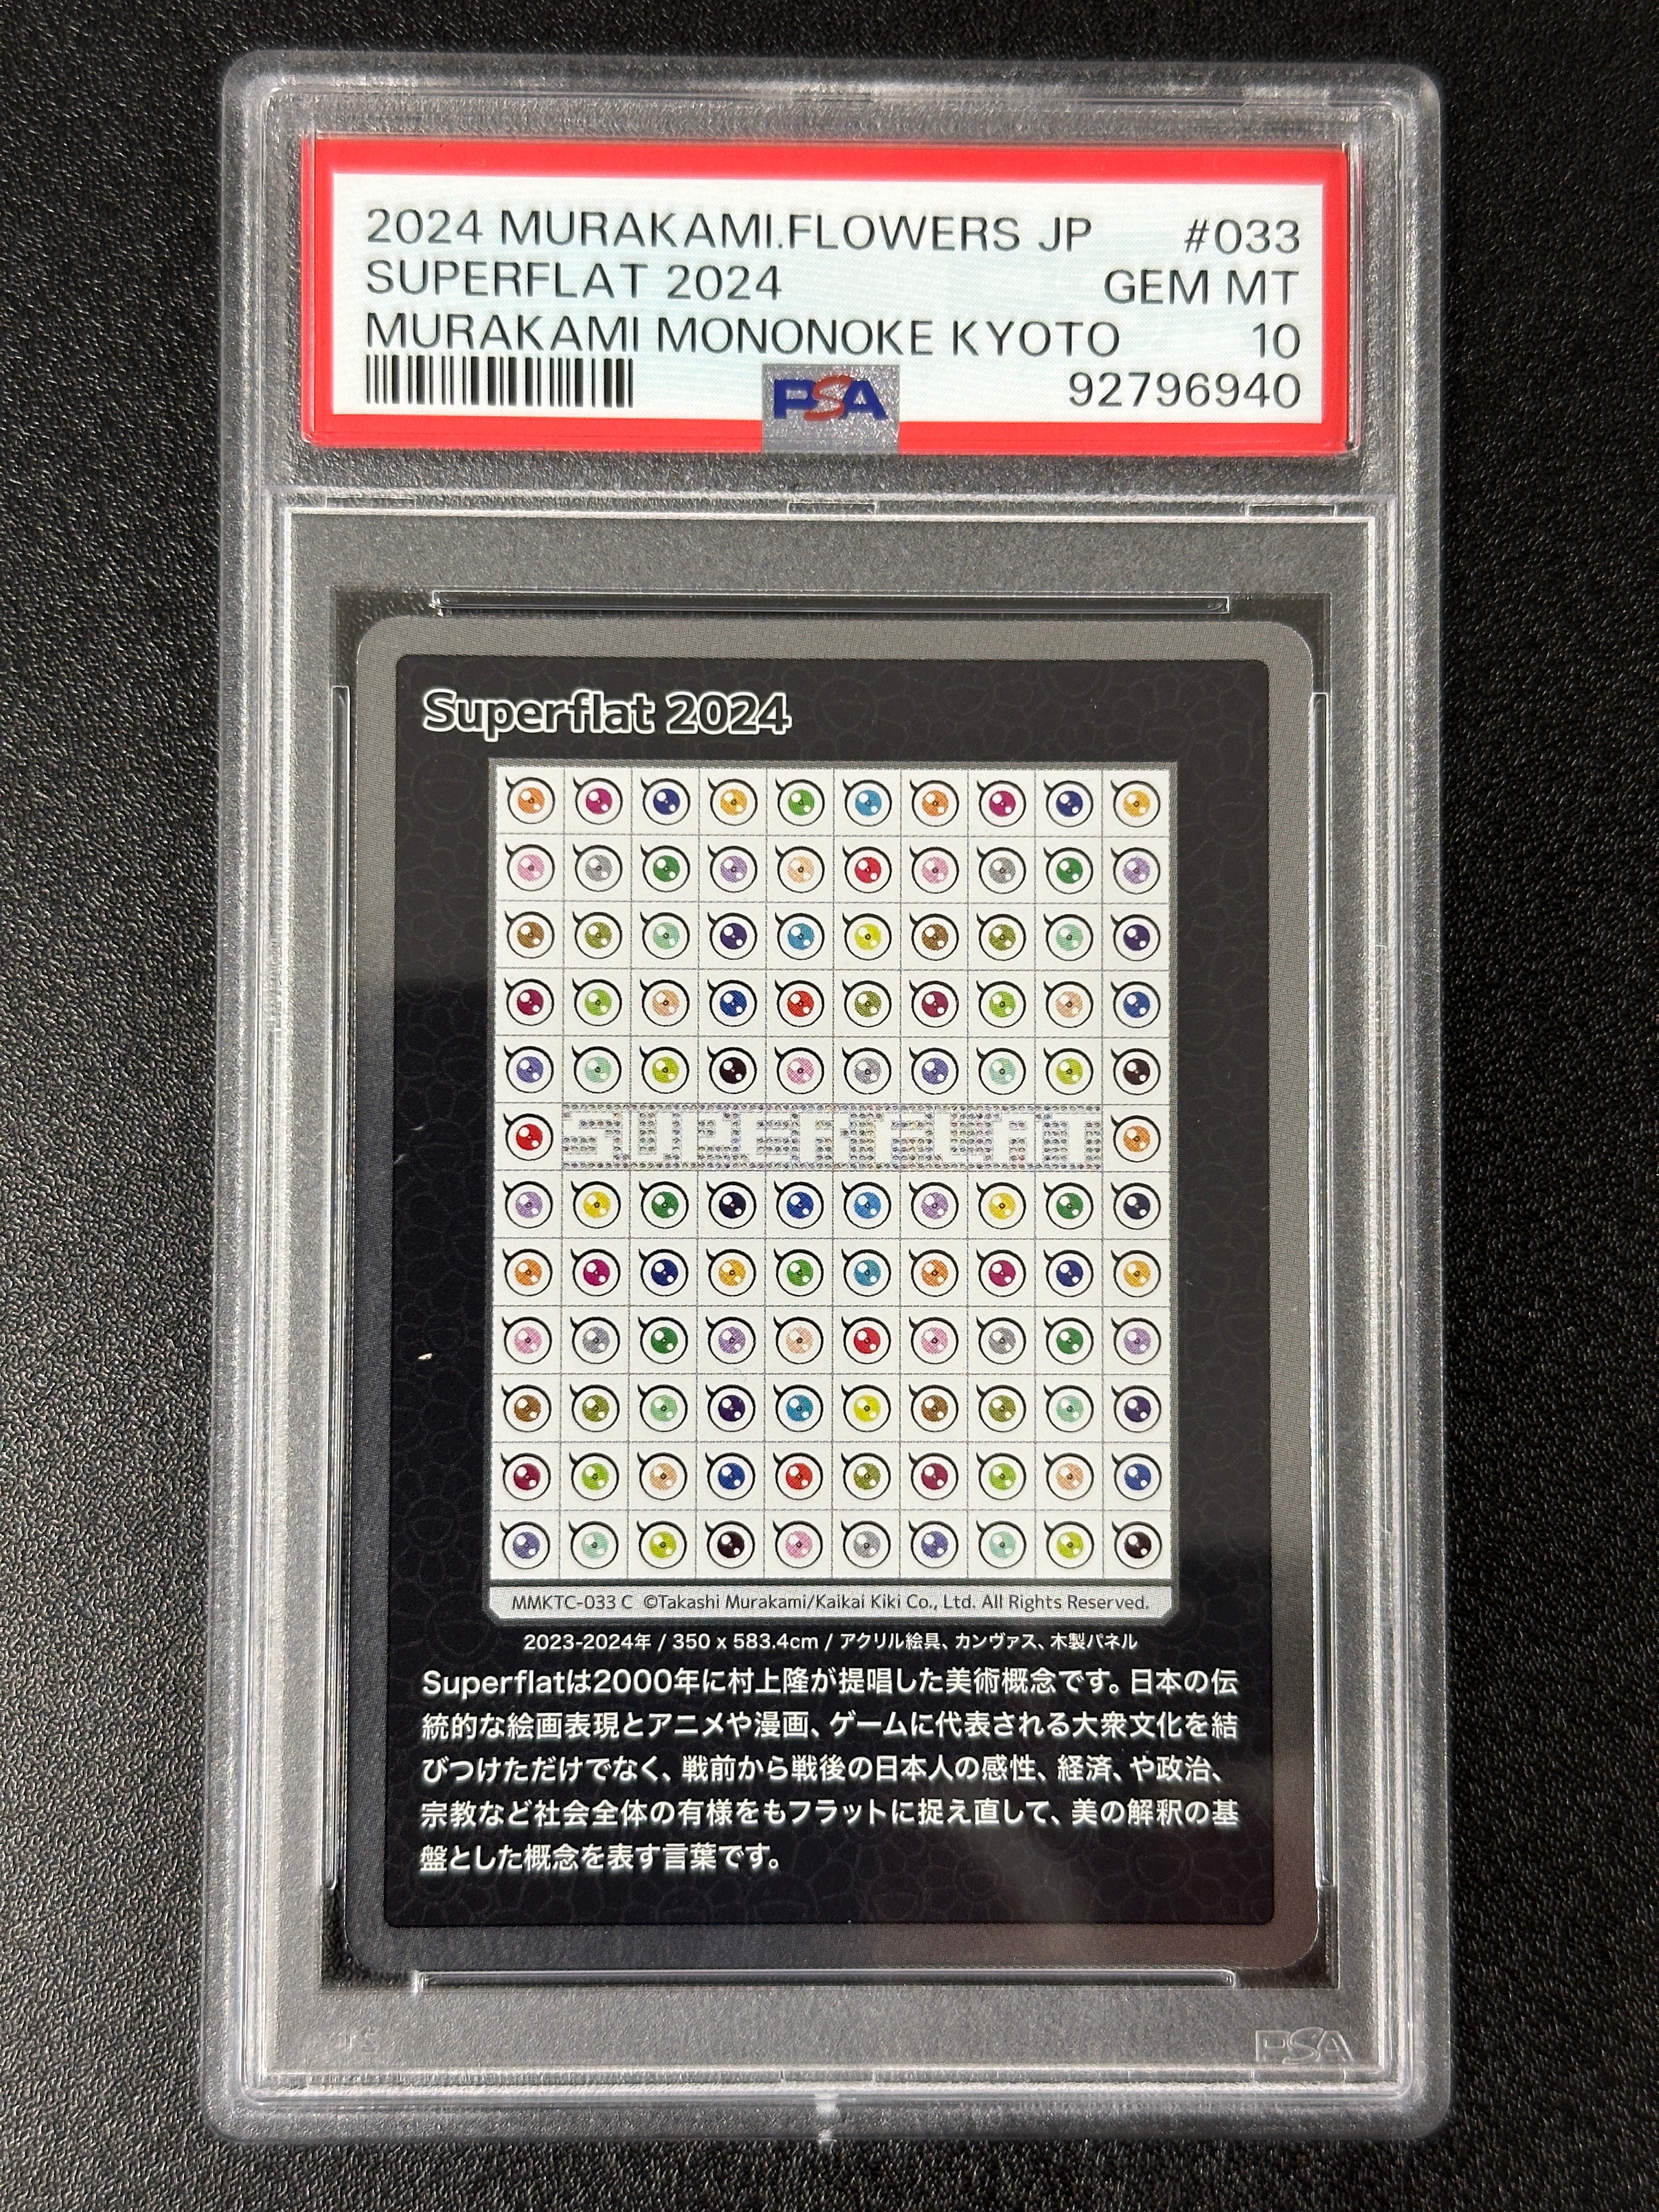 2024 MURAKAMI.FLOWERS JP #033
SUPERFLAT 2024 GEM MT
MURAKAMI MONONOKE KYOTO 10
PSA 92796940
Superflat 2024
SUPERFLAT
MMKTC-033 C ©Takashi Murakami/Kaikai Kiki Co., Ltd. All Rights Reserved.
2023-2024年 / 350 x 583.4cm / アクリル絵具、カンヴァス、木製パネル
Superflatは2000年に村上隆が提唱した美術概念です。日本の伝
統的な絵画表現とアニメや漫画、ゲームに代表される大衆文化を結
びつけただけでなく、戦前から戦後の日本人の感性、経済、や政治、
宗教など社会全体の有様をもフラットに捉え直して、美の解釈の基
盤とした概念を表す言葉です。
PSA